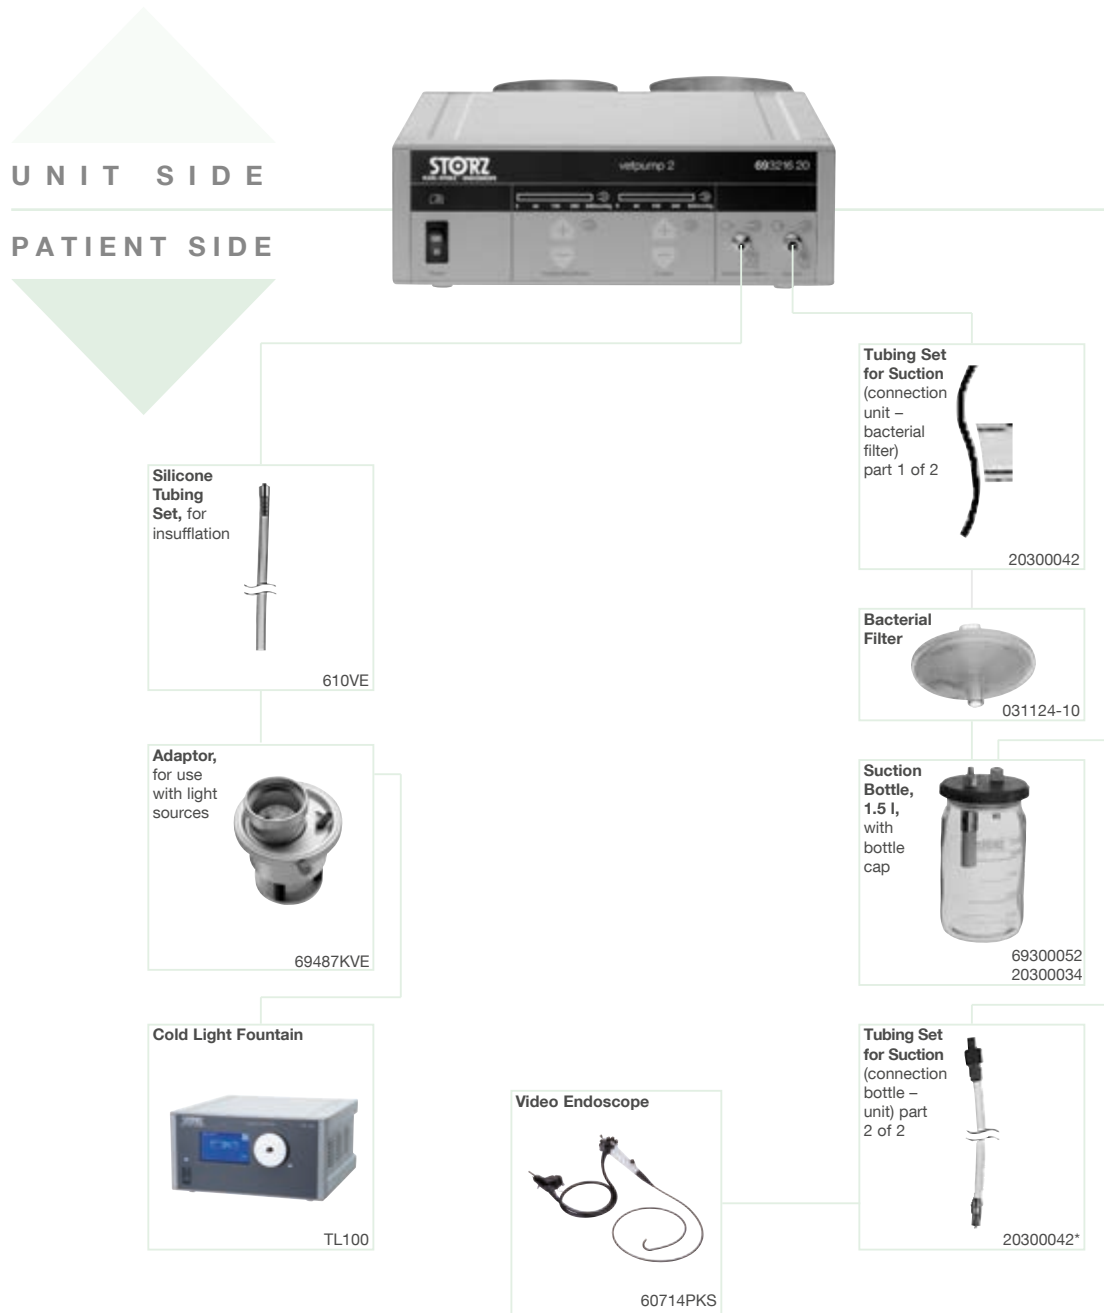 UNIT SIDE
PATIENT SIDE
STORZ
vetpump 2
693216 20
Silicone
Tubing
Set, for
insufflation
610VE
Adaptor,
for use
with light
sources
69487KVE
Cold Light Fountain
TL100
Video Endoscope
60714PKS
Tubing Set
for Suction
(connection
unit –
bacterial
filter)
part 1 of 2
20300042
Bacterial
Filter
031124-10
Suction
Bottle,
1.5 l,
with
bottle
cap
69300052
20300034
Tubing Set
for Suction
(connection
bottle –
unit) part
2 of 2
20300042*